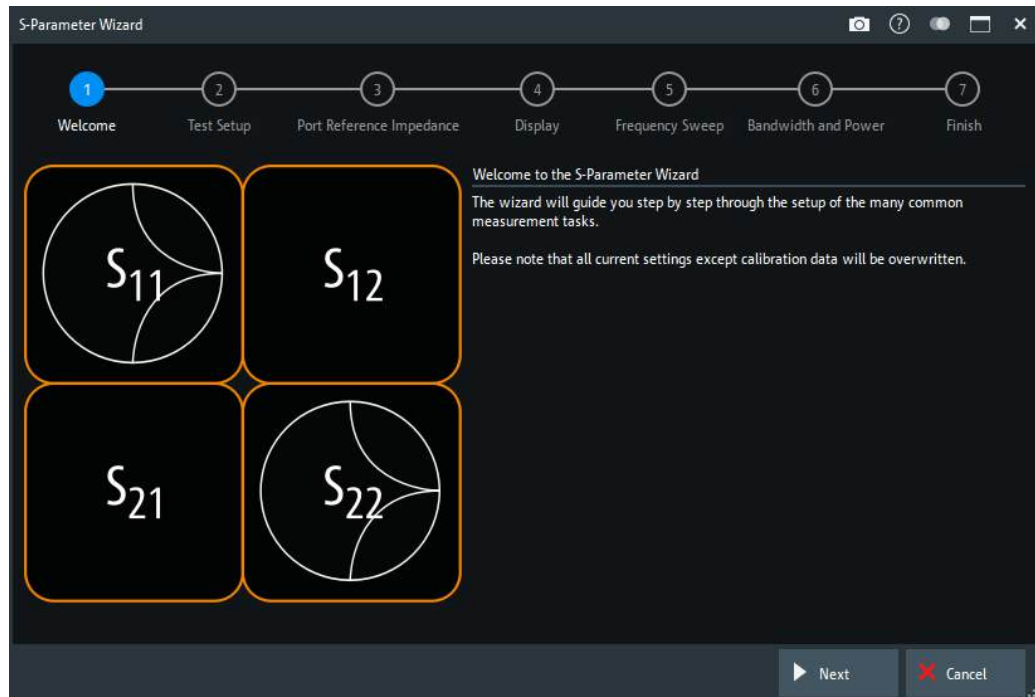 S-Parameter Wizard
?
1 2 3 4 5 6 7
Welcome Test Setup Port Reference Impedance Display Frequency Sweep Bandwidth and Power Finish
S11 S12
S21 S22
Welcome to the S-Parameter Wizard
The wizard will guide you step by step through the setup of the many common
measurement tasks.
Please note that all current settings except calibration data will be overwritten.
Next Cancel